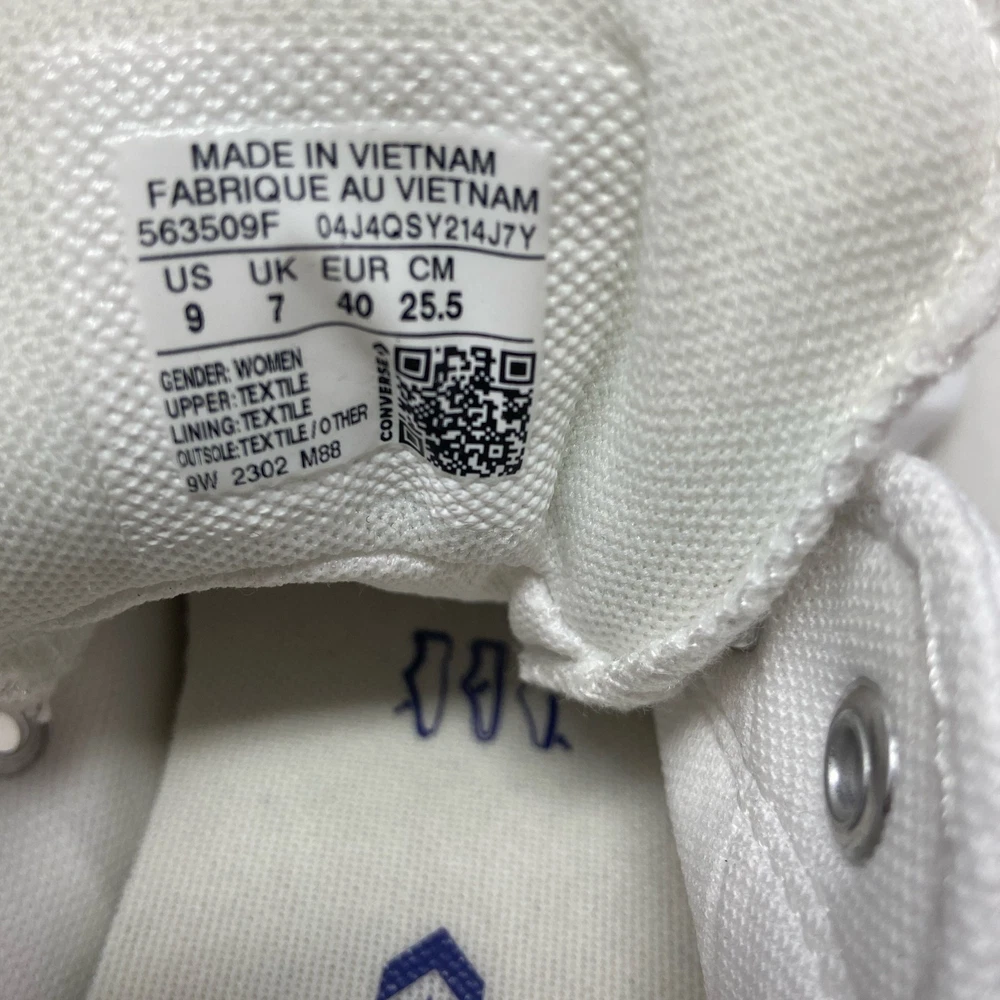 MADE IN VIETNAM
FABRIQUE AU VIETNAM
563509F 04J4QSY214J7Y
US UK EUR CM
9 7 40 25.5
GENDER: WOMEN
UPPER:TEXTILE
LINING:TEXTILE
OUTSOLE:TEXTILE/OTHER
9W 2302 M88
CONVERSE